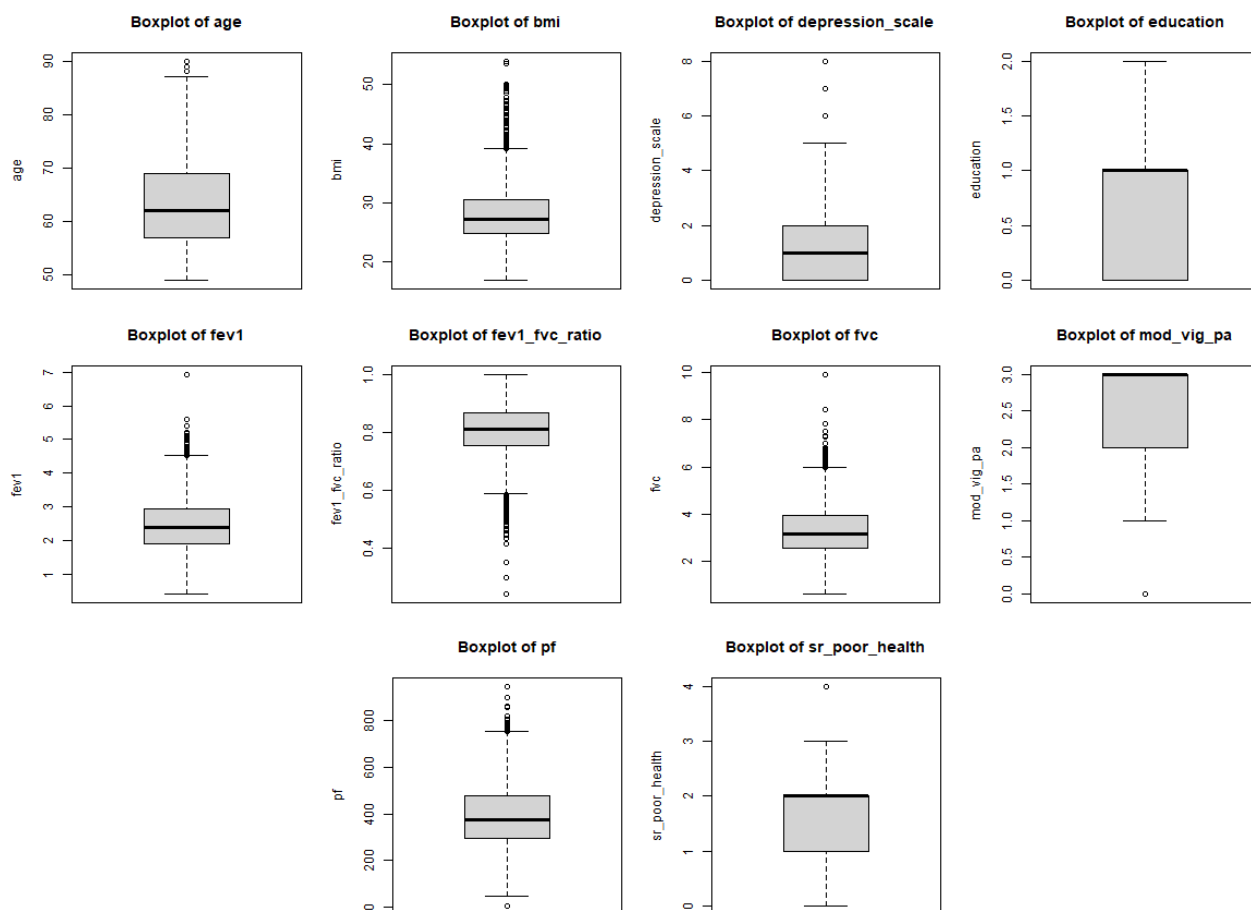 Boxplot of age
age
50 60 70 80 90
Boxplot of bmi
bmi
20 30 40 50
Boxplot of depression_scale
depression_scale
0 2 4 6 8
Boxplot of education
education
0.0 0.5 1.0 1.5 2.0
Boxplot of fev1
fev1
1 2 3 4 5 6 7
Boxplot of fev1_fvc_ratio
fev1_fvc_ratio
0.4 0.6 0.8 1.0
Boxplot of fvc
fvc
2 4 6 8 10
Boxplot of mod_vig_pa
mod_vig_pa
0.0 0.5 1.0 1.5 2.0 2.5 3.0
Boxplot of pf
pf
0 200 400 600 800
Boxplot of sr_poor_health
sr_poor_health
0 1 2 3 4